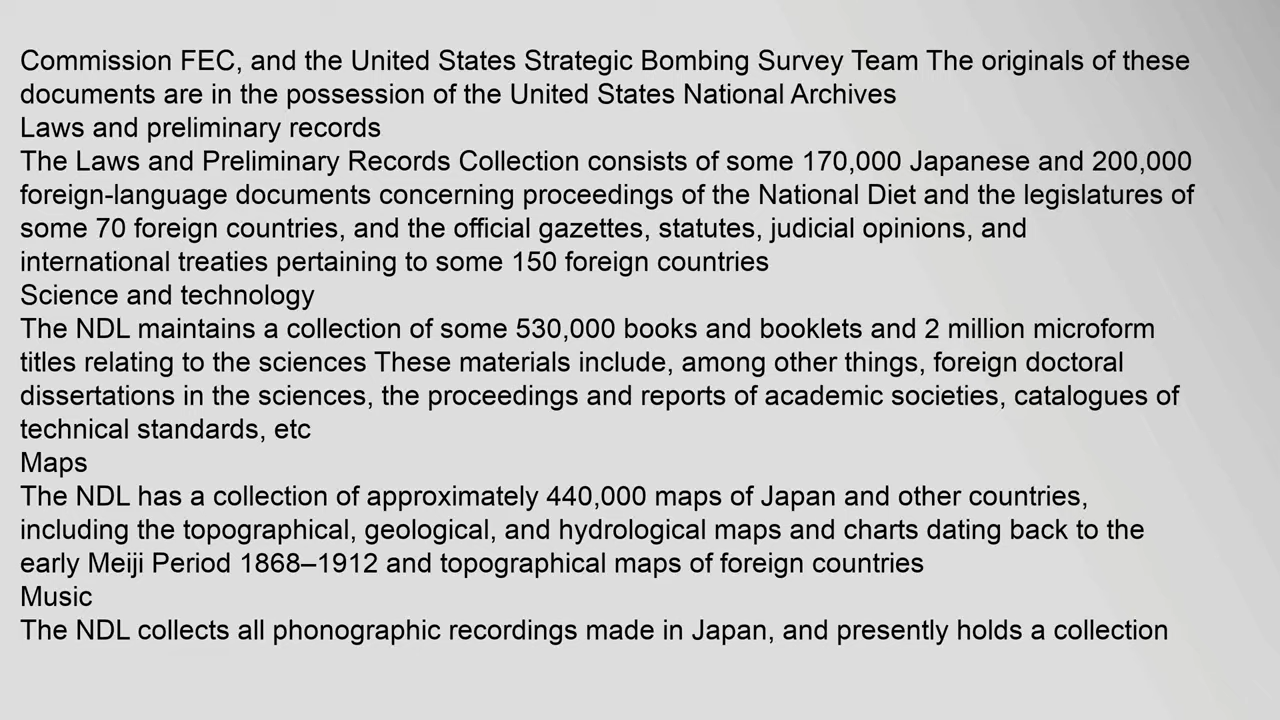 Commission FEC, and the United States Strategic Bombing Survey Team The originals of these
documents are in the possession of the United States National Archives
Laws and preliminary records
The Laws and Preliminary Records Collection consists of some 170,000 Japanese and 200,000
foreign-language documents concerning proceedings of the National Diet and the legislatures of
some 70 foreign countries, and the official gazettes, statutes, judicial opinions, and
international treaties pertaining to some 150 foreign countries
Science and technology
The NDL maintains a collection of some 530,000 books and booklets and 2 million microform
titles relating to the sciences These materials include, among other things, foreign doctoral
dissertations in the sciences, the proceedings and reports of academic societies, catalogues of
technical standards, etc
Maps
The NDL has a collection of approximately 440,000 maps of Japan and other countries,
including the topographical, geological, and hydrological maps and charts dating back to the
early Meiji Period 1868–1912 and topographical maps of foreign countries
Music
The NDL collects all phonographic recordings made in Japan, and presently holds a collection